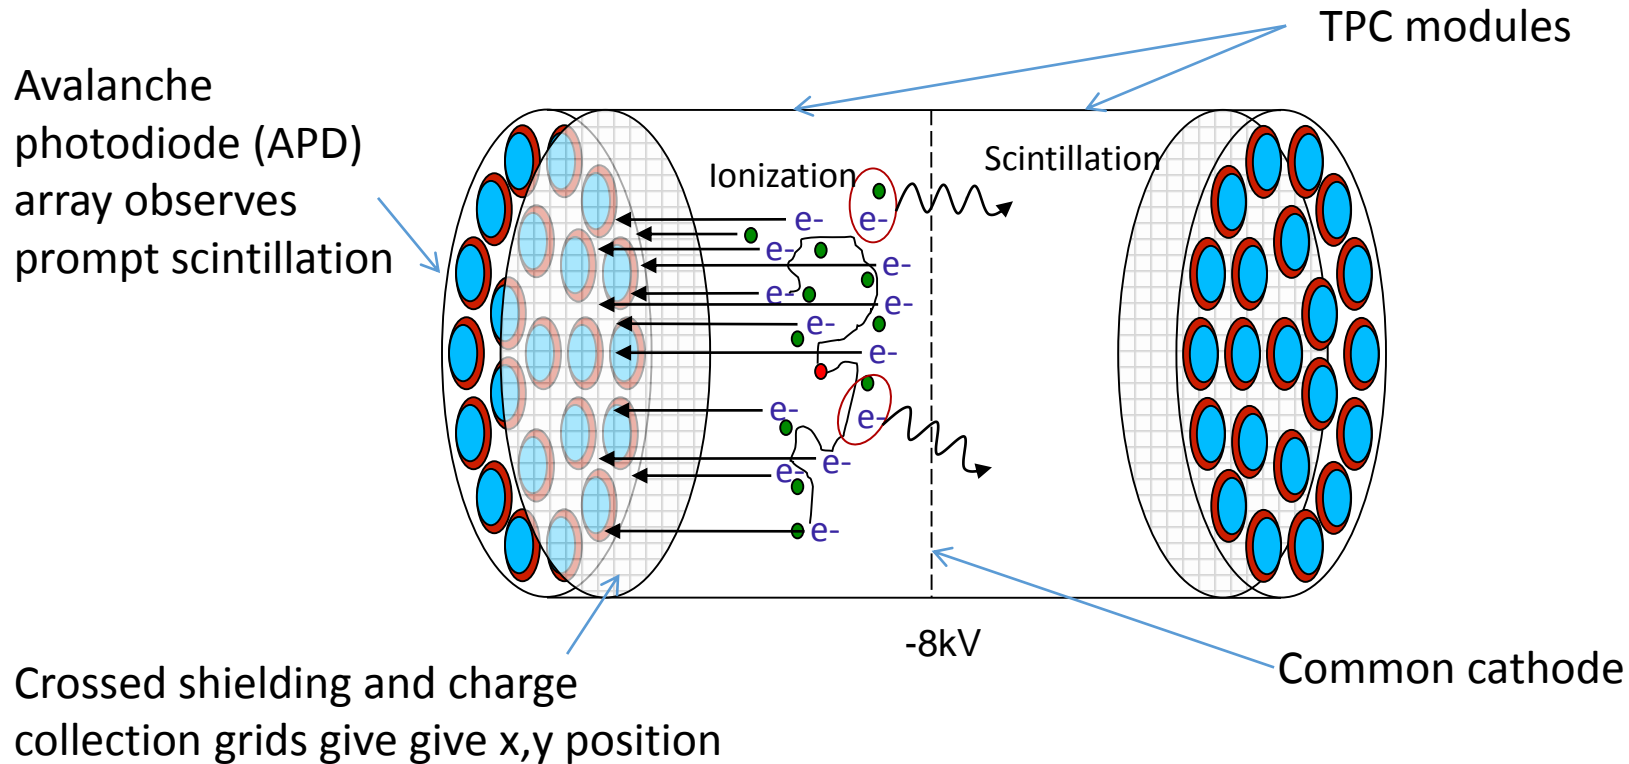 TPC modules
Avalanche
photodiode (APD)
array observes
prompt scintillation
Ionization
Scintillation
e-
e-
e-
e-
e-
e-
e-
e-
e-
e-
e-
e-
e-
-8kV
Common cathode
Crossed shielding and charge
collection grids give give x,y position